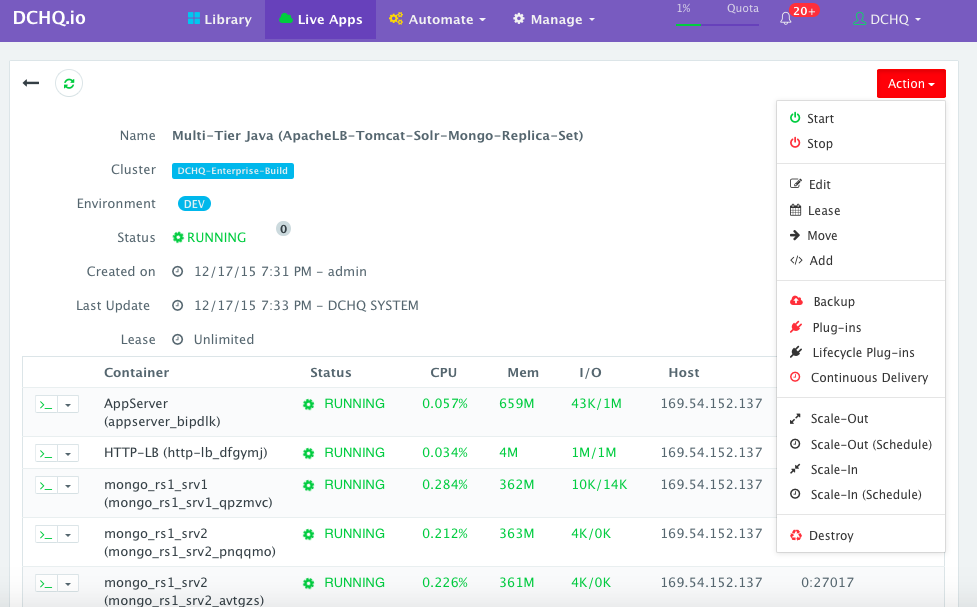 DCHQ.io
Library
Live Apps
Automate
Manage
1%
Quota
20+
DCHQ
Action
Start
Stop
Edit
Lease
Move
</> Add
Backup
Plug-ins
Lifecycle Plug-ins
Continuous Delivery
Scale-Out
Scale-Out (Schedule)
Scale-In
Scale-In (Schedule)
Destroy
Name Multi-Tier Java (ApacheLB-Tomcat-Solr-Mongo-Replica-Set)
Cluster DCHQ-Enterprise-Build
Environment DEV
Status RUNNING 0
Created on 12/17/15 7:31 PM - admin
Last Update 12/17/15 7:33 PM - DCHQ SYSTEM
Lease Unlimited
Container Status CPU Mem I/O Host
>_ AppServer RUNNING 0.057% 659M 43K/1M 169.54.152.137
(appserver_bipdlk)
>_ HTTP-LB (http-lb_dfgymj) RUNNING 0.034% 4M 1M/1M 169.54.152.137
>_ mongo_rs1_srv1 RUNNING 0.284% 362M 10K/14K 169.54.152.137
(mongo_rs1_srv1_qpzmvc)
>_ mongo_rs1_srv2 RUNNING 0.212% 363M 4K/0K 169.54.152.137
(mongo_rs1_srv2_pnqqmo)
>_ mongo_rs1_srv2 RUNNING 0.226% 361M 4K/0K 169.54.152.137 0:27017
(mongo_rs1_srv2_avtgzs)